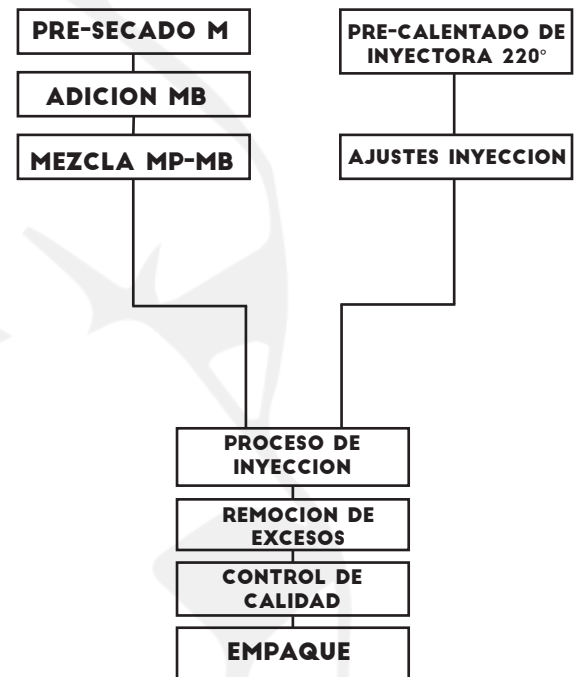 PRE-SECADO M
ADICION MB
MEZCLA MP-MB
PRE-CALENTADO DE
INYECTORA 220°
AJUSTES INYECCION
PROCESO DE
INYECCION
REMOCION DE
EXCESOS
CONTROL DE
CALIDAD
EMPAQUE